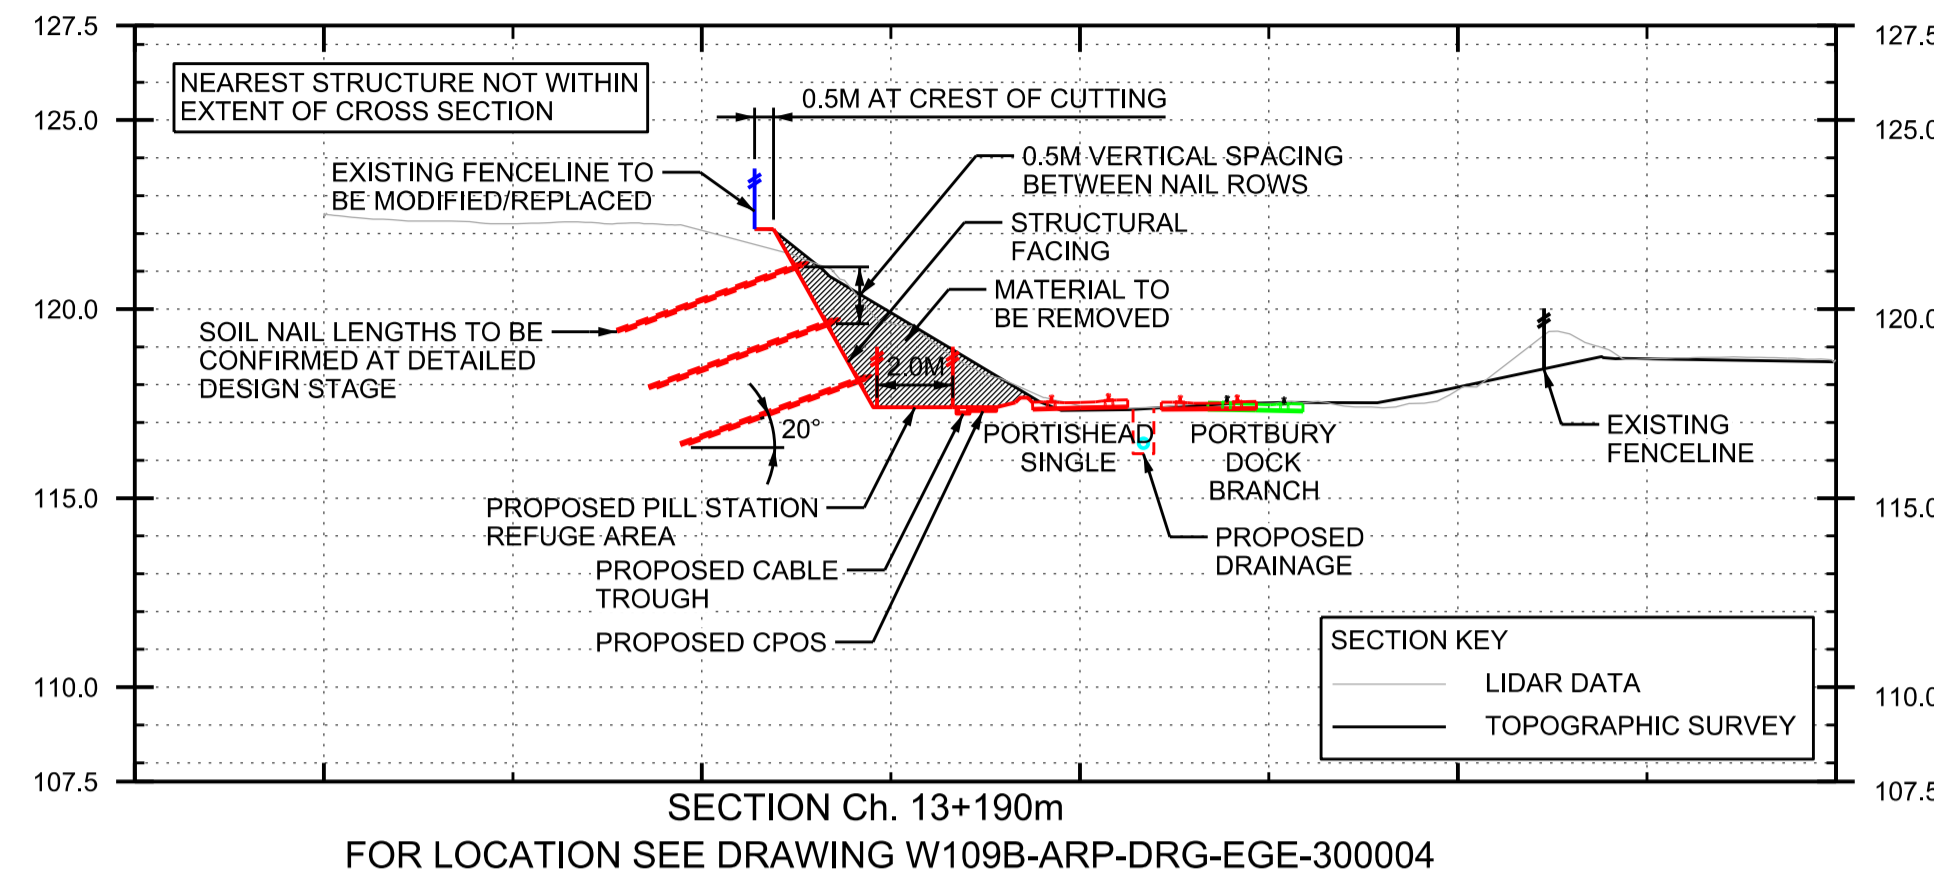 127.5
127.5
NEAREST STRUCTURE NOT WITHIN
EXTENT OF CROSS SECTION
0.5M AT CREST OF CUTTING
125.0
125.0
EXISTING FENCELINE TO
BE MODIFIED/REPLACED
0.5M VERTICAL SPACING
BETWEEN NAIL ROWS
STRUCTURAL
FACING
MATERIAL TO
BE REMOVED
120.0
120.0
SOIL NAIL LENGTHS TO BE
CONFIRMED AT DETAILED
DESIGN STAGE
2.0M
20°
PORTISHEAD
SINGLE
PORTBURY
DOCK
BRANCH
EXISTING
FENCELINE
115.0
115.0
PROPOSED PILL STATION
REFUGE AREA
PROPOSED
DRAINAGE
PROPOSED CABLE
TROUGH
PROPOSED CPOS
SECTION KEY
LIDAR DATA
TOPOGRAPHIC SURVEY
110.0
110.0
107.5
107.5
SECTION Ch. 13+190m
FOR LOCATION SEE DRAWING W109B-ARP-DRG-EGE-300004